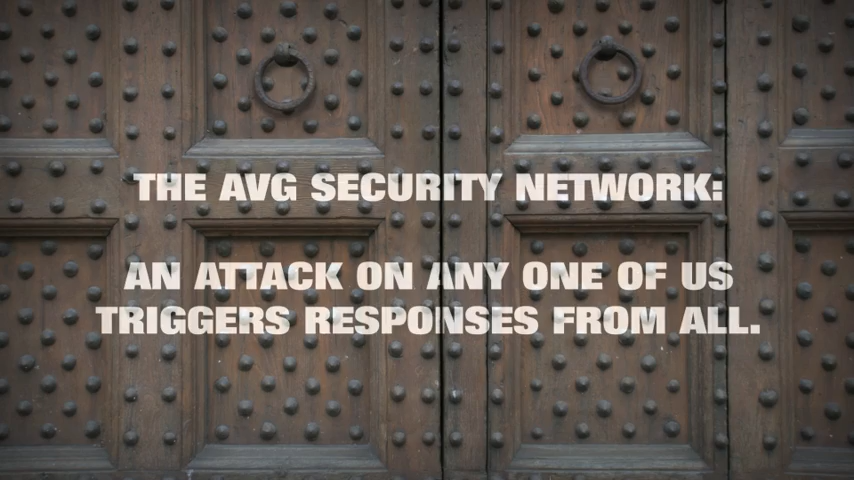 THE AVG SECURITY NETWORK:
AN ATTACK ON ANY ONE OF US
TRIGGERS RESPONSES FROM ALL.